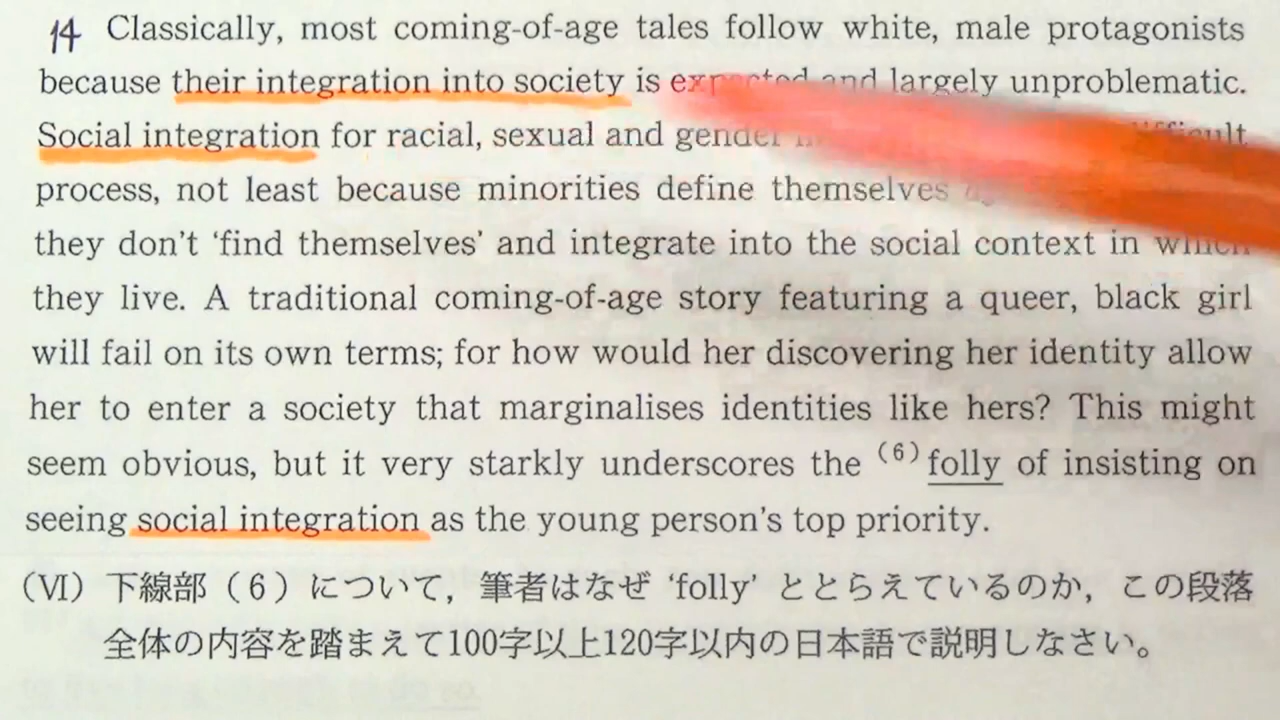 14 Classically, most coming-of-age tales follow white, male protagonists
because their integration into society is expected and largely unproblematic.
Social integration for racial, sexual and gender difficult
process, not least because minorities define themselves
they don't ‘find themselves’ and integrate into the social context in which
they live. A traditional coming-of-age story featuring a queer, black girl
will fail on its own terms; for how would her discovering her identity allow
her to enter a society that marginalises identities like hers? This might
seem obvious, but it very starkly underscores the (6) folly of insisting on
seeing social integration as the young person's top priority.
(Ⅵ) 下線部(6)について,筆者はなぜ ‘folly’ ととらえているのか,この段落
全体の内容を踏まえて100字以上120字以内の日本語で説明しなさい。